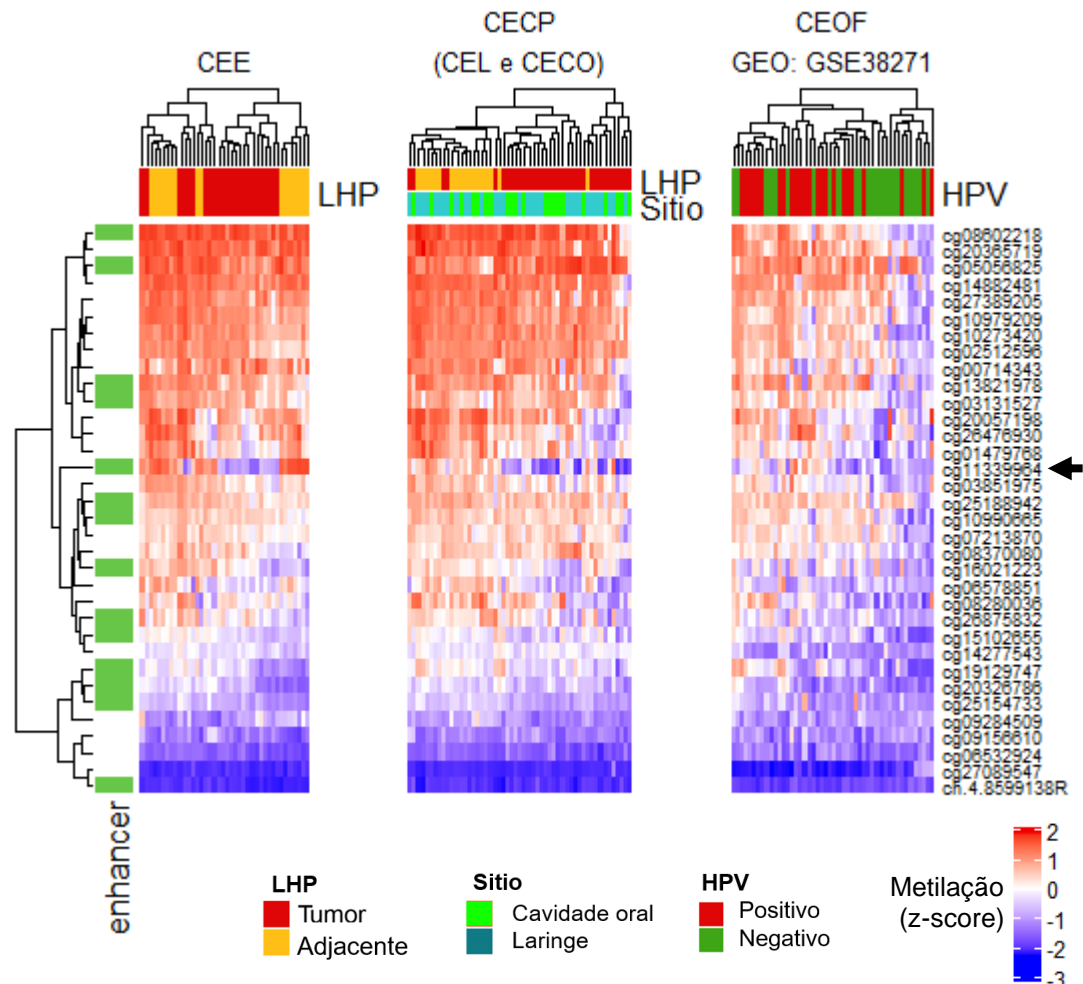 CECP
CEOF
CEE
(CEL e CECO)
GEO: GSE38271
LHP
LHP
Sitio
HPV
cg08602218
cg20365719
cg05056825
cg14882481
cg27389205
cg10979209
cg10273420
cg02512596
cg00714343
cg13821978
cg03131527
cg20057198
cg26476930
cg01479768
cg11339964
cg03851975
cg25188942
cg10990665
cg07213870
cg08370080
cg16021223
cg06578851
cg08280036
cg26875832
cg15102655
cg14277543
cg19129747
cg20326786
cg25154733
cg09284509
cg09156610
cg06532924
cg27089547
ch.4.8599138R
enhancer
LHP
Tumor
Adjacente
Sitio
Cavidade oral
Laringe
HPV
Positivo
Negativo
Metilação
(z-score)
2
1
0
-1
-2
-3